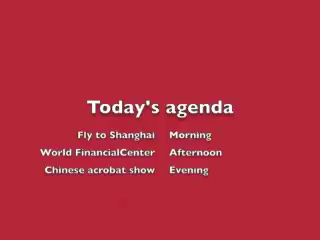 Today's agenda
Fly to Shanghai Morning
World FinancialCenter Afternoon
Chinese acrobat show Evening